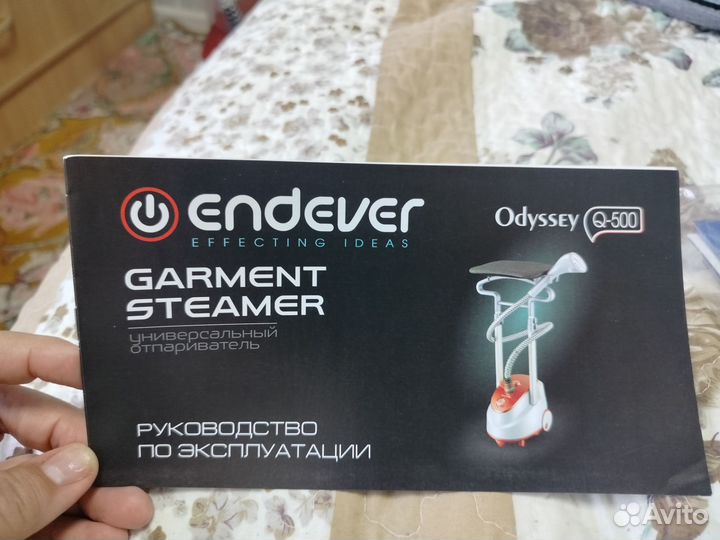 endever
EFFECTING IDEAS
Odyssey Q-500
GARMENT
STEAMER
универсальный
отпариватель
РУКОВОДСТВО
ПО ЭКСПЛУАТАЦИИ
Avito